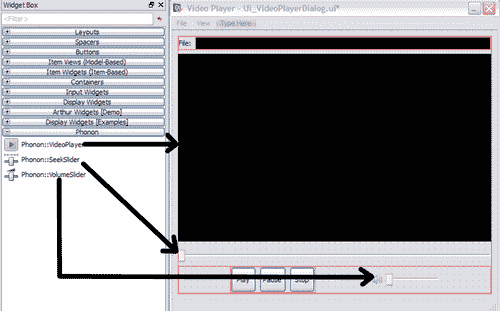 Widget Box
<Filter>
Layouts
Spacers
Buttons
Item Views (Model-Based)
Item Widgets (Item-Based)
Containers
Input Widgets
Display Widgets
Arthur Widgets [Demo]
Display Widgets [Examples]
Phonon
Phonon::VideoPlayer
Phonon::SeekSlider
Phonon::VolumeSlider
Video Player - Ui_VideoPlayerDialog.ui*
File View Type Here
File:
Play Pause Stop